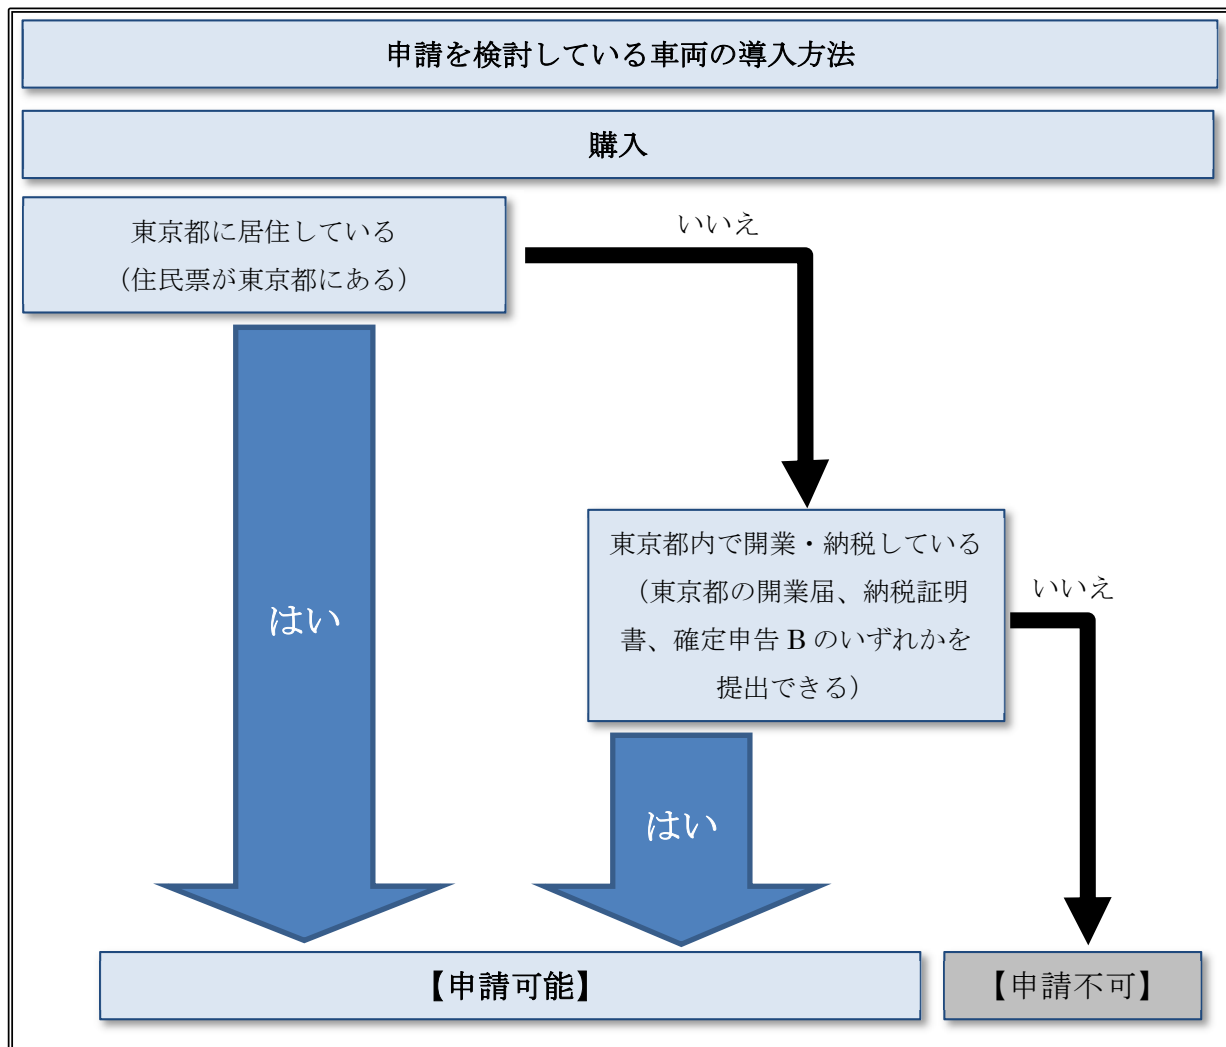 申請を検討している車両の導入方法
購入
東京都に居住している
（住民票が東京都にある）
いいえ
東京都内で開業・納税している
（東京都の開業届、納税証明
書、確定申告 B のいずれかを
提出できる）
いいえ
はい
はい
【申請可能】
【申請不可】